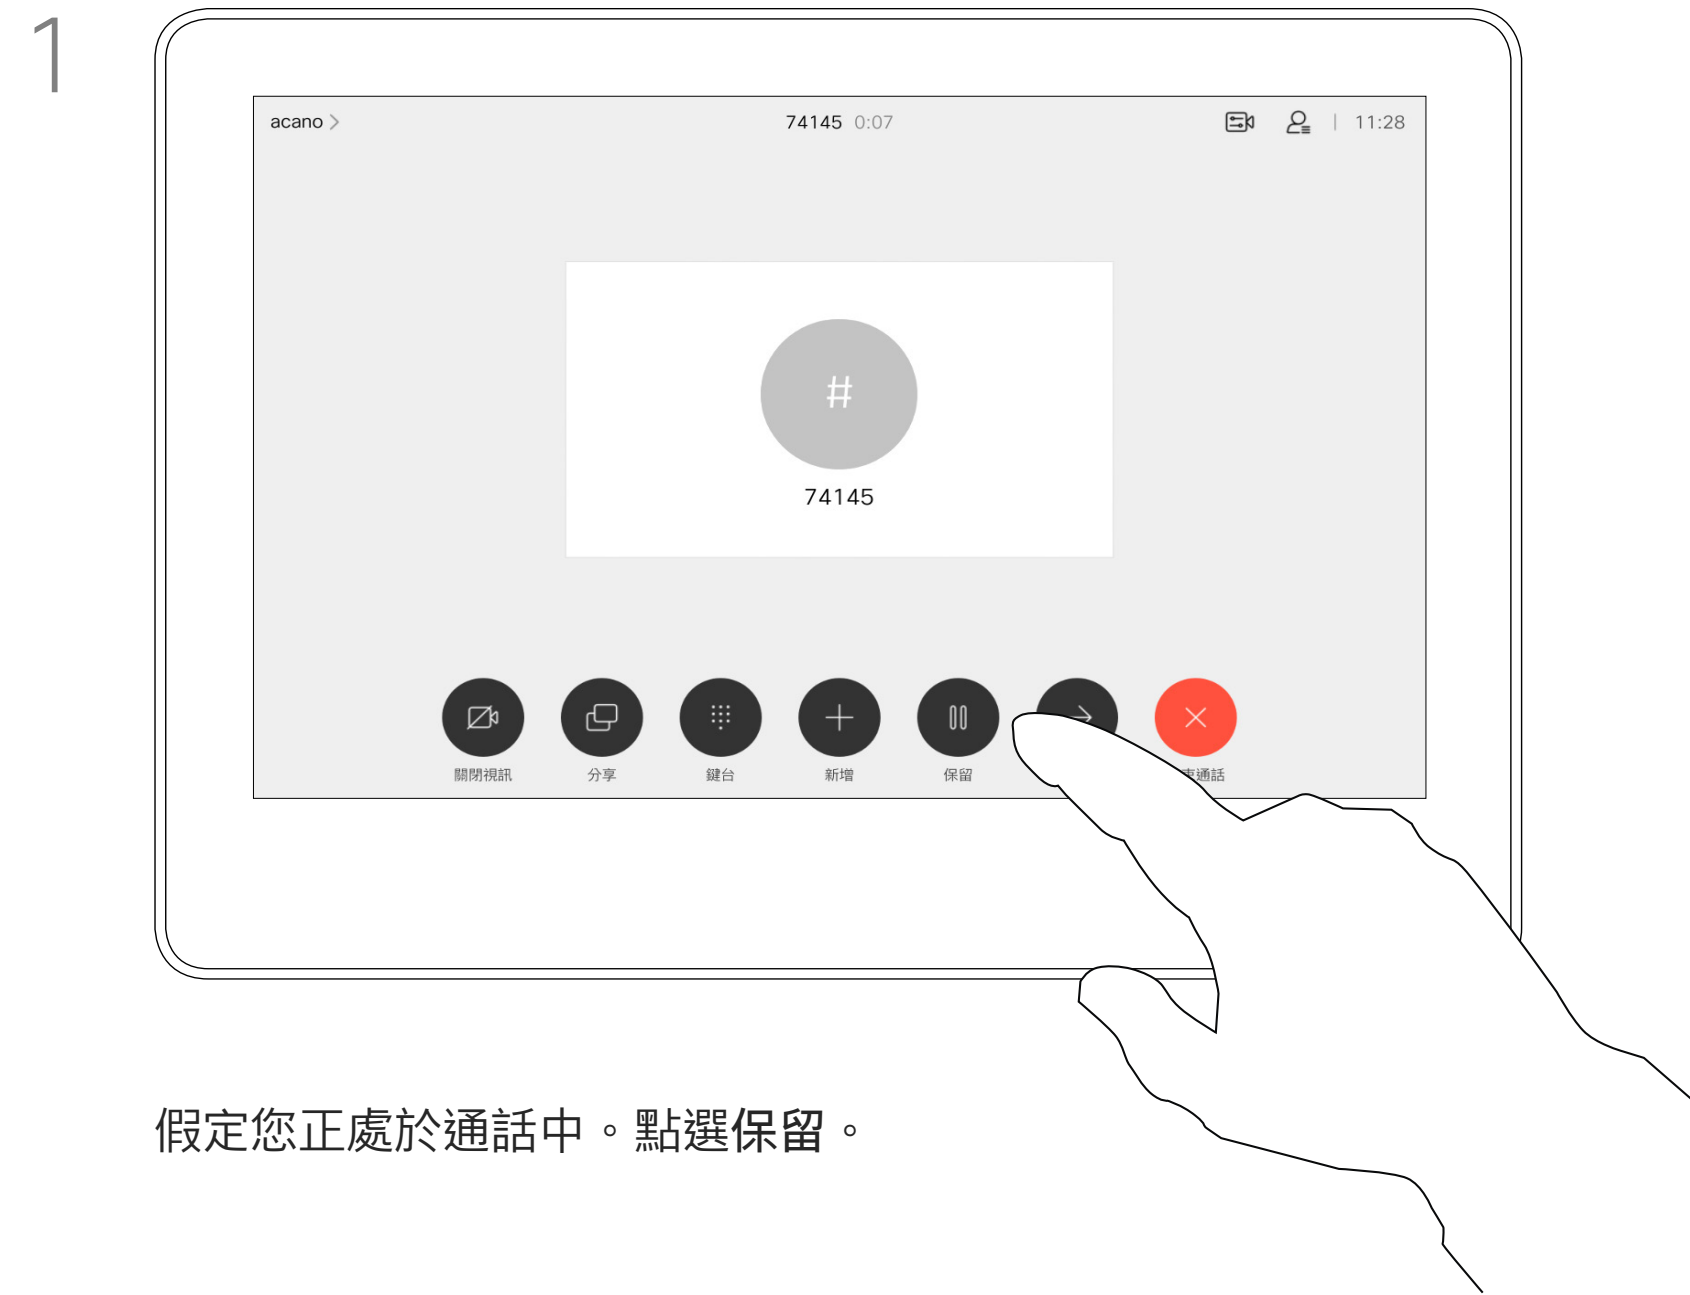 1
acano
74145 0:07
11:28
#
74145
關閉視訊
分享
鍵台
新增
保留
通話
假定您正處於通話中。點選保留。